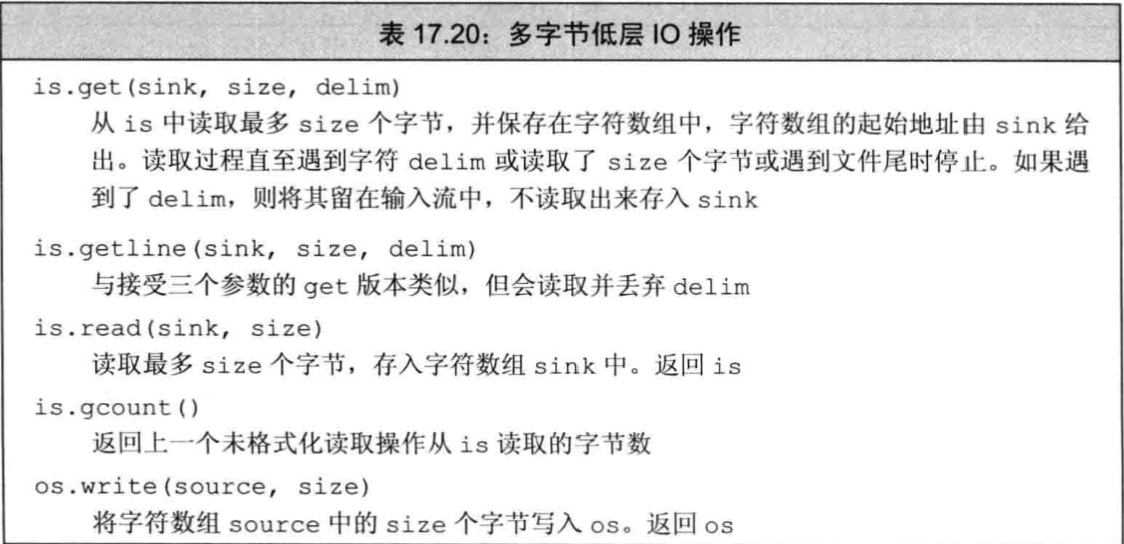 表 17.20：多字节低层 IO 操作
is.get(sink, size, delim)
从 is 中读取最多 size 个字节，并保存在字符数组中，字符数组的起始地址由 sink 给
出。读取过程直至遇到字符 delim 或读取了 size 个字节或遇到文件尾时停止。如果遇
到了 delim，则将其留在输入流中，不读取出来存入 sink
is.getline(sink, size, delim)
与接受三个参数的 get 版本类似，但会读取并丢弃 delim
is.read(sink, size)
读取最多 size 个字节，存入字符数组 sink 中。返回 is
is.gcount()
返回上一个未格式化读取操作从 is 读取的字节数
os.write(source, size)
将字符数组 source 中的 size 个字节写入 os。返回 os